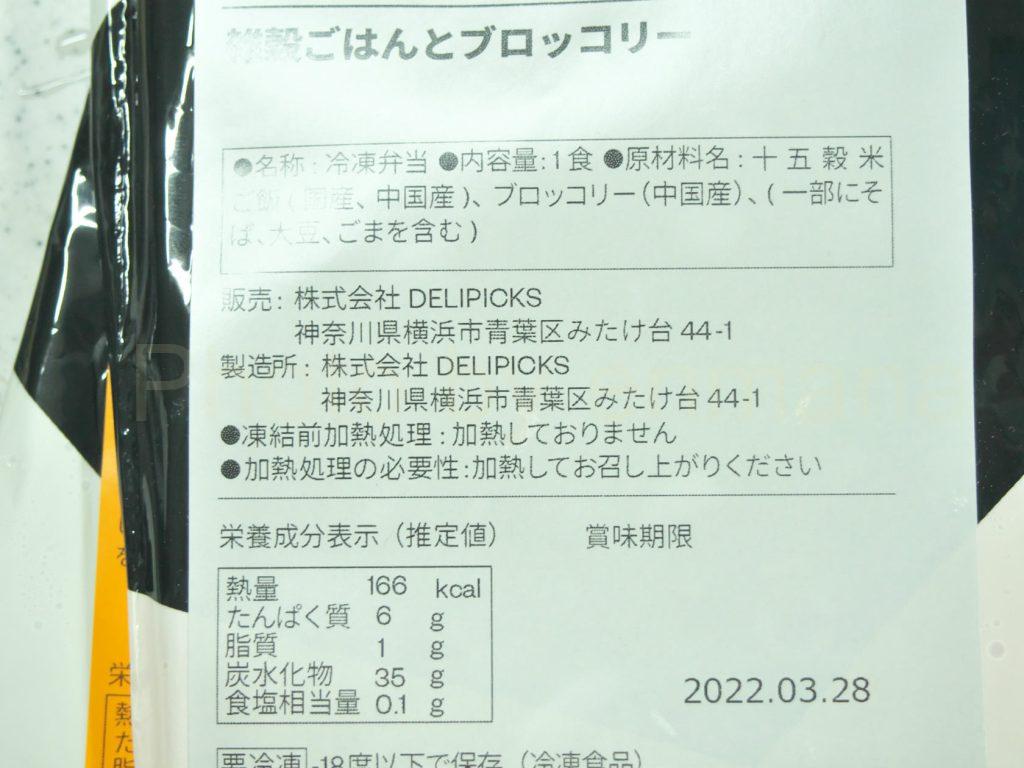 雑穀ごはんとブロッコリー
●名称：冷凍弁当 ●内容量：1食 ●原材料名：十五穀米
ご飯（国産、中国産）、ブロッコリー（中国産）、（一部にそ
ば、大豆、ごまを含む）
販売：株式会社 DELIPICKS
神奈川県横浜市青葉区みたけ台 44-1
製造所：株式会社 DELIPICKS
神奈川県横浜市青葉区みたけ台 44-1
●凍結前加熱処理：加熱しておりません
●加熱処理の必要性：加熱してお召し上がりください
栄養成分表示（推定値） 賞味期限
熱量 166 kcal
たんぱく質 6 g
脂質 1 g
炭水化物 35 g
食塩相当量 0.1 g
2022.03.28
要冷凍 -18度以下で保存（冷凍食品）
を
栄
熱
た
脂